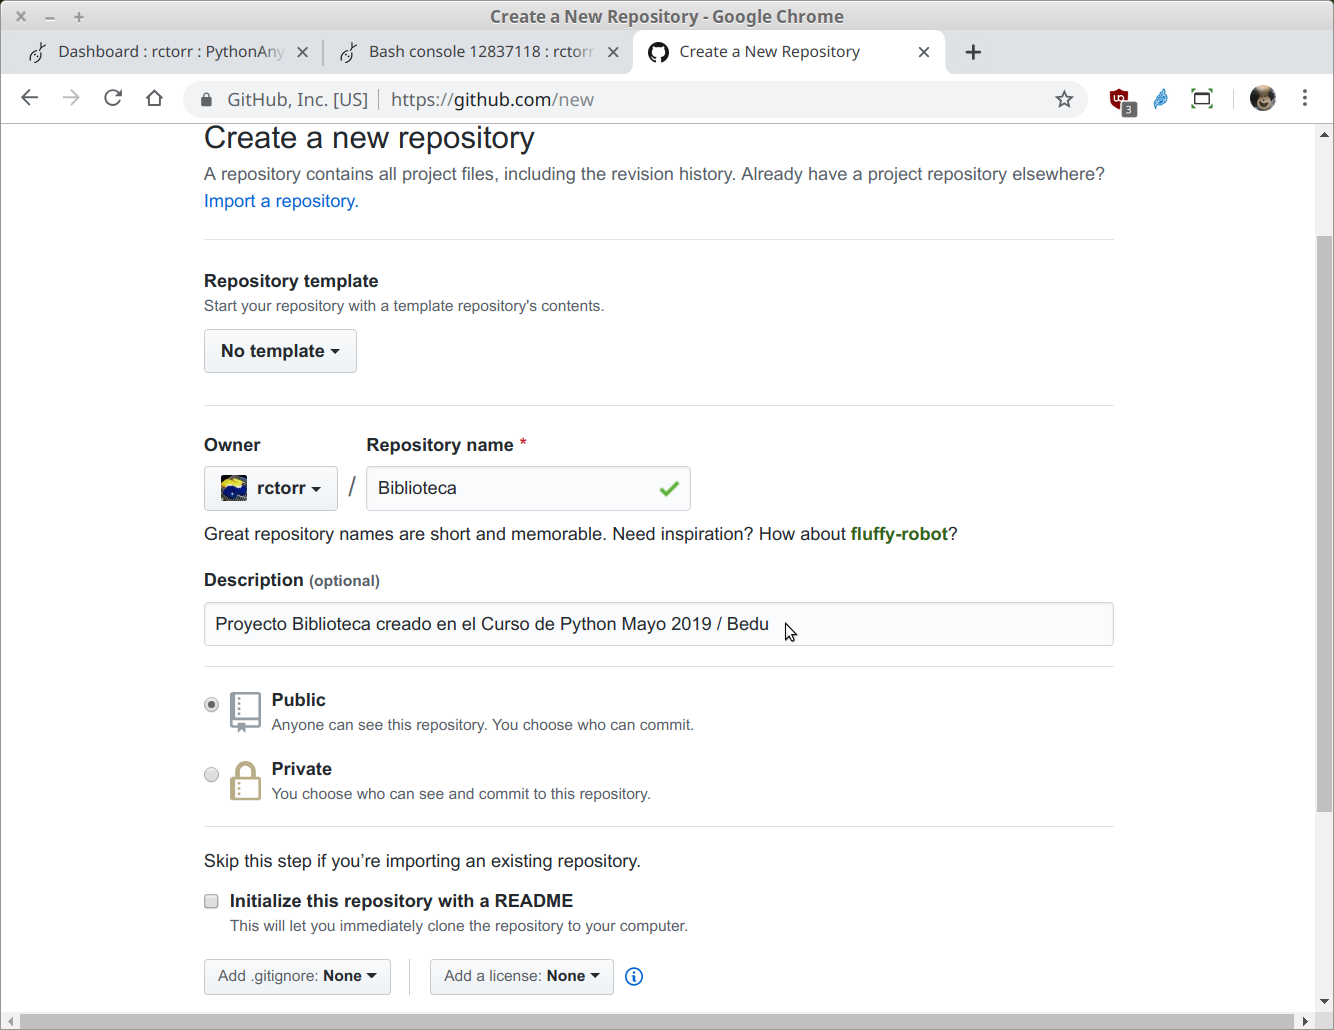 Create a New Repository - Google Chrome
Dashboard : rctorr : PythonAny
Bash console 12837118 : rctorr
Create a New Repository
GitHub, Inc. [US]
https://github.com/new
3
Create a new repository
A repository contains all project files, including the revision history. Already have a project repository elsewhere?
Import a repository.
Repository template
Start your repository with a template repository's contents.
No template
Owner
Repository name *
rctorr
/
Biblioteca
Great repository names are short and memorable. Need inspiration? How about fluffy-robot?
Description (optional)
Proyecto Biblioteca creado en el Curso de Python Mayo 2019 / Bedu
Public
Anyone can see this repository. You choose who can commit.
Private
You choose who can see and commit to this repository.
Skip this step if you’re importing an existing repository.
Initialize this repository with a README
This will let you immediately clone the repository to your computer.
Add .gitignore: None
Add a license: None